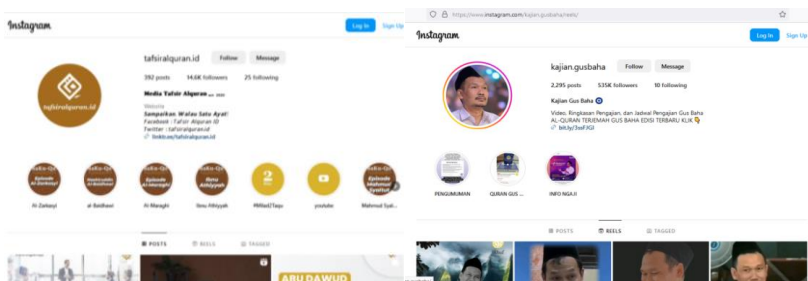 Instagram
Log In Sign Up
tafsiralquran.id Follow Message
392 posts 14.6K followers 25 following
Media Tafsir Alquran
Website
Sampaikan Walau Satu Ayat!
Facebook : Tafsir Alquran ID
Twitter : tafsiralquran.id
linktr.ee/tafsiralquran.id
tafsiralquran.id
Al-Zarkasyi al-Baidhawi Al-Maraghi Ibnu Athiyyah #Milad2Taqu youtube Mahmud Syal...
POSTS REELS TAGGED
ABU DAWUD
https://www.instagram.com/kajian.gusbaha/reels/
Instagram
Log In Sign Up
kajian.gusbaha Follow Message
2,295 posts 535K followers 10 following
Kajian Gus Baha
Video, Ringkasan Pengajian, dan Jadwal Pengajian Gus Baha
AL-QURAN TERJEMAH GUS BAHA EDISI TERBARU KLIK
PENGUMUMAN QURAN GUS ... INFO NGAJI
POSTS REELS TAGGED